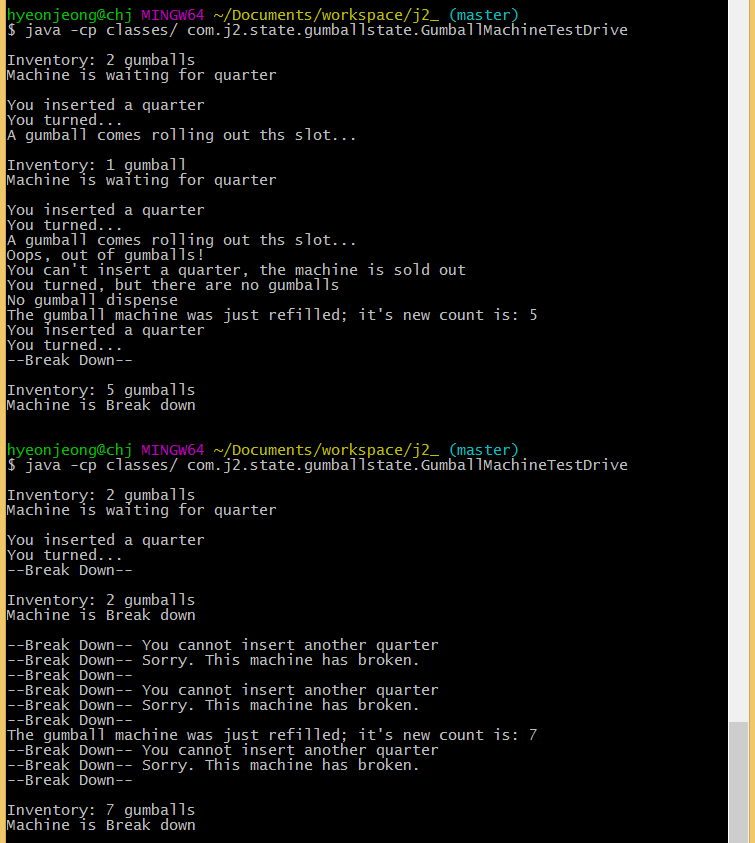 hyeonjeong@chj MINGW64 ~/Documents/workspace/j2_ (master)
$ java -cp classes/ com.j2.state.gumballstate.GumballMachineTestDrive
Inventory: 2 gumballs
Machine is waiting for quarter
You inserted a quarter
You turned...
A gumball comes rolling out ths slot...
Inventory: 1 gumball
Machine is waiting for quarter
You inserted a quarter
You turned...
A gumball comes rolling out ths slot...
Oops, out of gumballs!
You can't insert a quarter, the machine is sold out
You turned, but there are no gumballs
No gumball dispense
The gumball machine was just refilled; it's new count is: 5
You inserted a quarter
You turned...
--Break Down--
Inventory: 5 gumballs
Machine is Break down
hyeonjeong@chj MINGW64 ~/Documents/workspace/j2_ (master)
$ java -cp classes/ com.j2.state.gumballstate.GumballMachineTestDrive
Inventory: 2 gumballs
Machine is waiting for quarter
You inserted a quarter
You turned...
--Break Down--
Inventory: 2 gumballs
Machine is Break down
--Break Down-- You cannot insert another quarter
--Break Down-- Sorry. This machine has broken.
--Break Down--
--Break Down-- You cannot insert another quarter
--Break Down-- Sorry. This machine has broken.
--Break Down--
The gumball machine was just refilled; it's new count is: 7
--Break Down-- You cannot insert another quarter
--Break Down-- Sorry. This machine has broken.
--Break Down--
Inventory: 7 gumballs
Machine is Break down